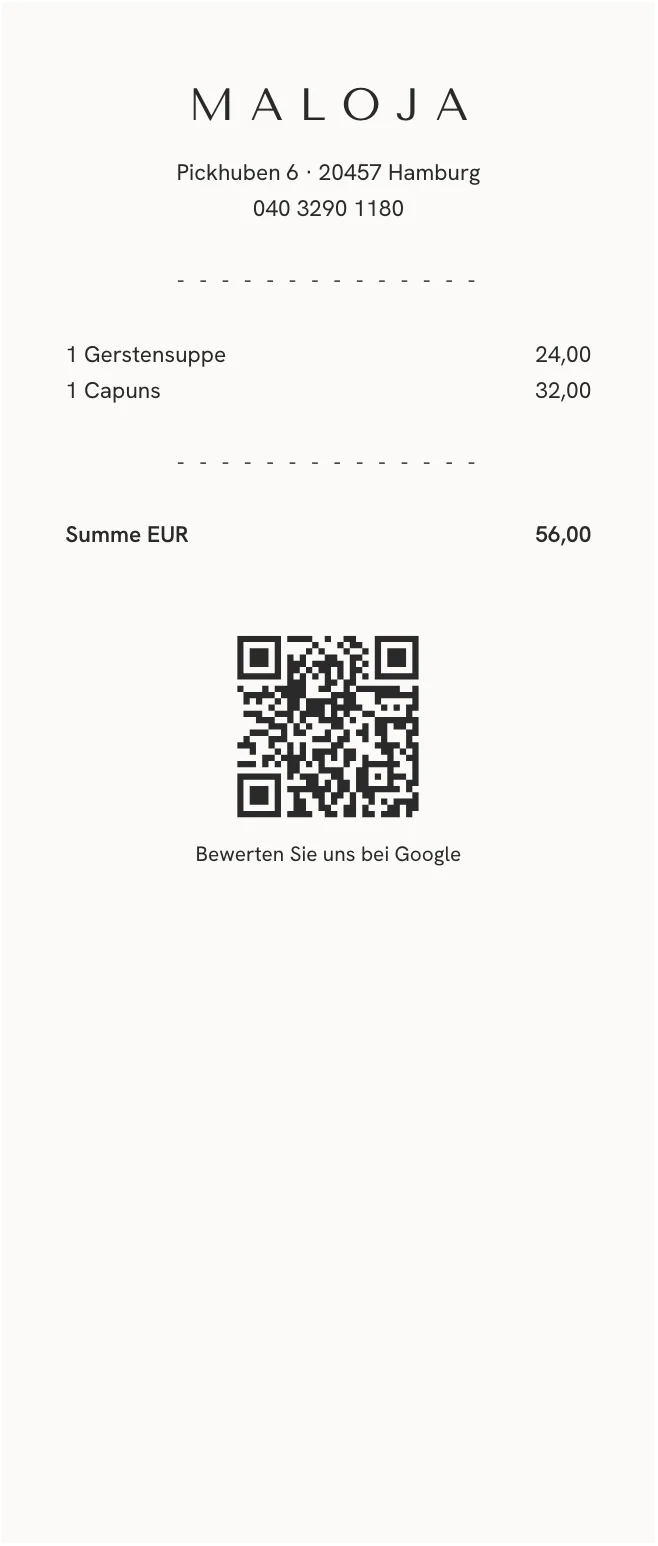 MALOJA
Pickhuben 6 · 20457 Hamburg
040 3290 1180
- - - - - - - - - - - - - -
1 Gerstensuppe 24,00
1 Capuns 32,00
- - - - - - - - - - - - - -
Summe EUR 56,00
Bewerten Sie uns bei Google